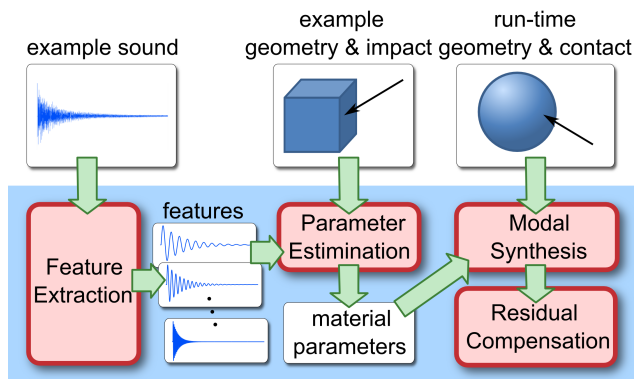 example sound
example
geometry & impact
run-time
geometry & contact
features
Feature
Extraction
Parameter
Estimination
Modal
Synthesis
material
parameters
Residual
Compensation